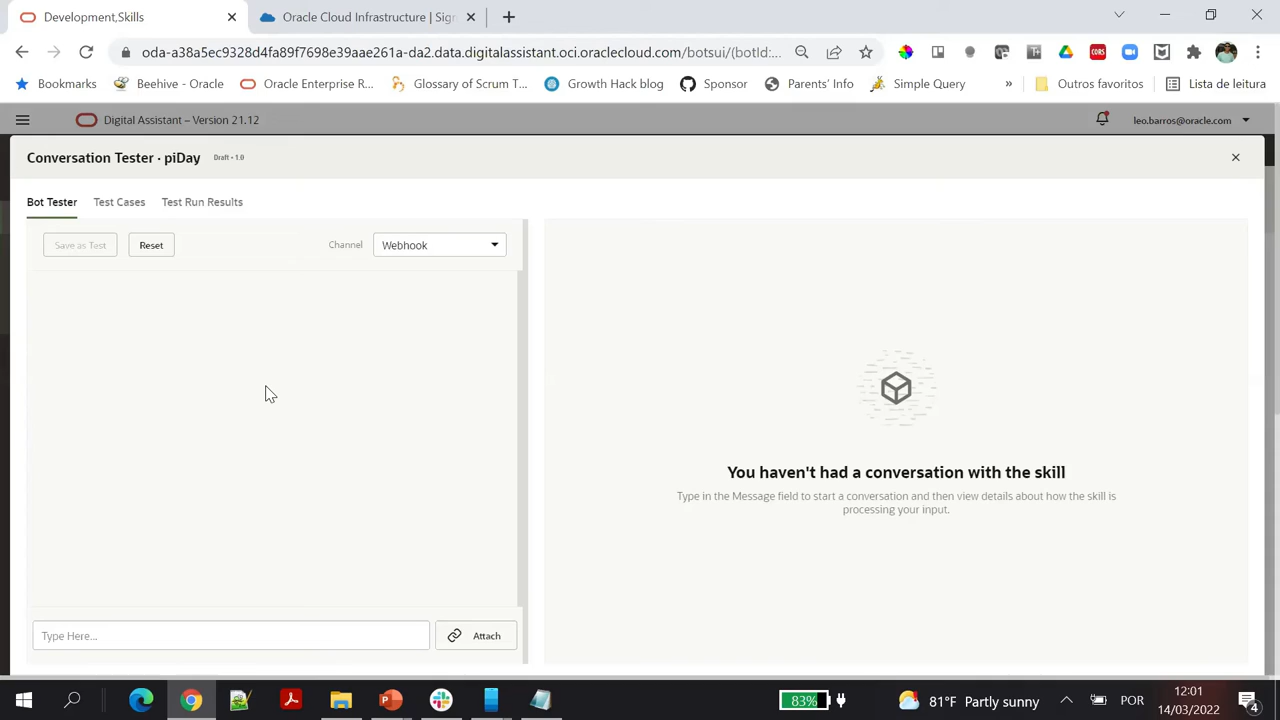 Development,Skills
Oracle Cloud Infrastructure | Sign
oda-a38a5ec9328d4fa89f7698e39aae261a-da2.data.digitalassistant.oci.oraclecloud.com/botsui/(botId:...
CORS
Bookmarks
Beehive - Oracle
Oracle Enterprise R...
Glossary of Scrum T...
Growth Hack blog
Sponsor
Parents' Info
Simple Query
»
Outros favoritos
Lista de leitura
Digital Assistant – Version 21.12
leo.barros@oracle.com
Conversation Tester · piDay
Draft • 1.0
Bot Tester
Test Cases
Test Run Results
Save as Test
Reset
Channel
Webhook
You haven't had a conversation with the skill
Type in the Message field to start a conversation and then view details about how the skill is
processing your input.
Type Here...
Attach
83%
81°F Partly sunny
POR
12:01
14/03/2022
4